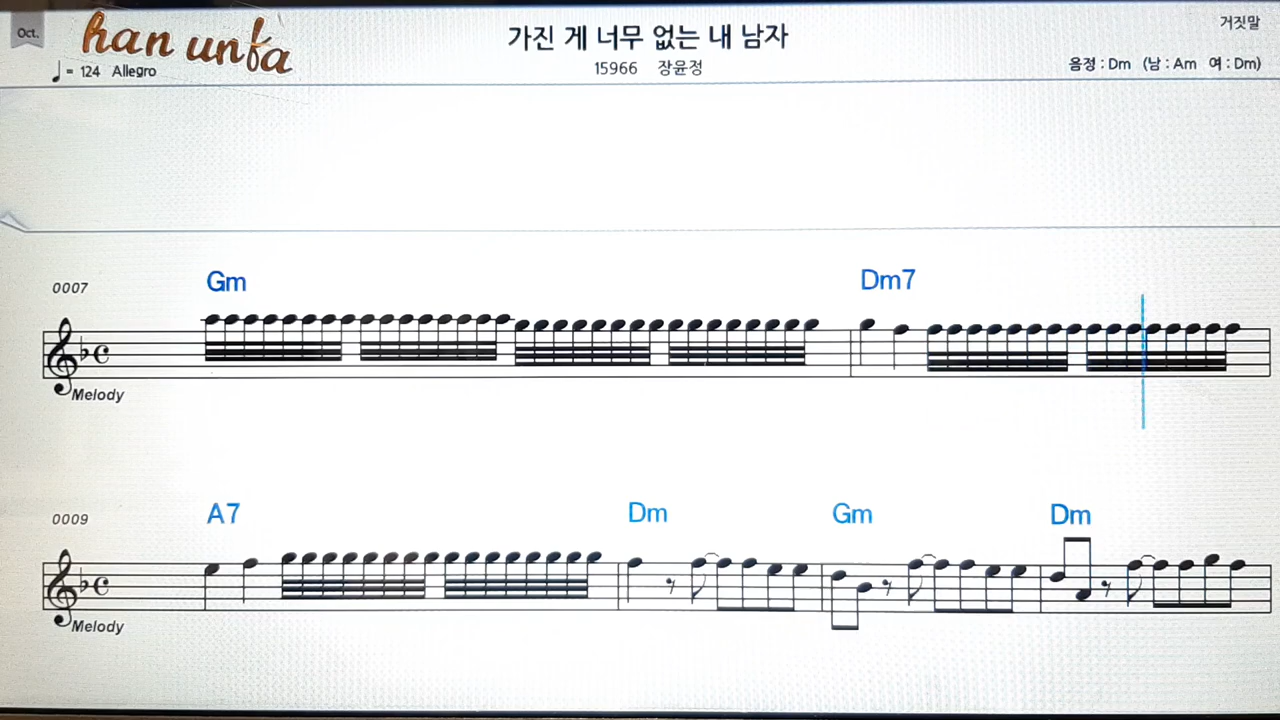 Oct.
han unfa
♩= 124 Allegro
가진 게 너무 없는 내 남자
15966 장윤정
거짓말
음정 : Dm (남 : Am 여 : Dm)
0007
Gm Dm7
Melody
0009
A7 Dm Gm Dm
Melody